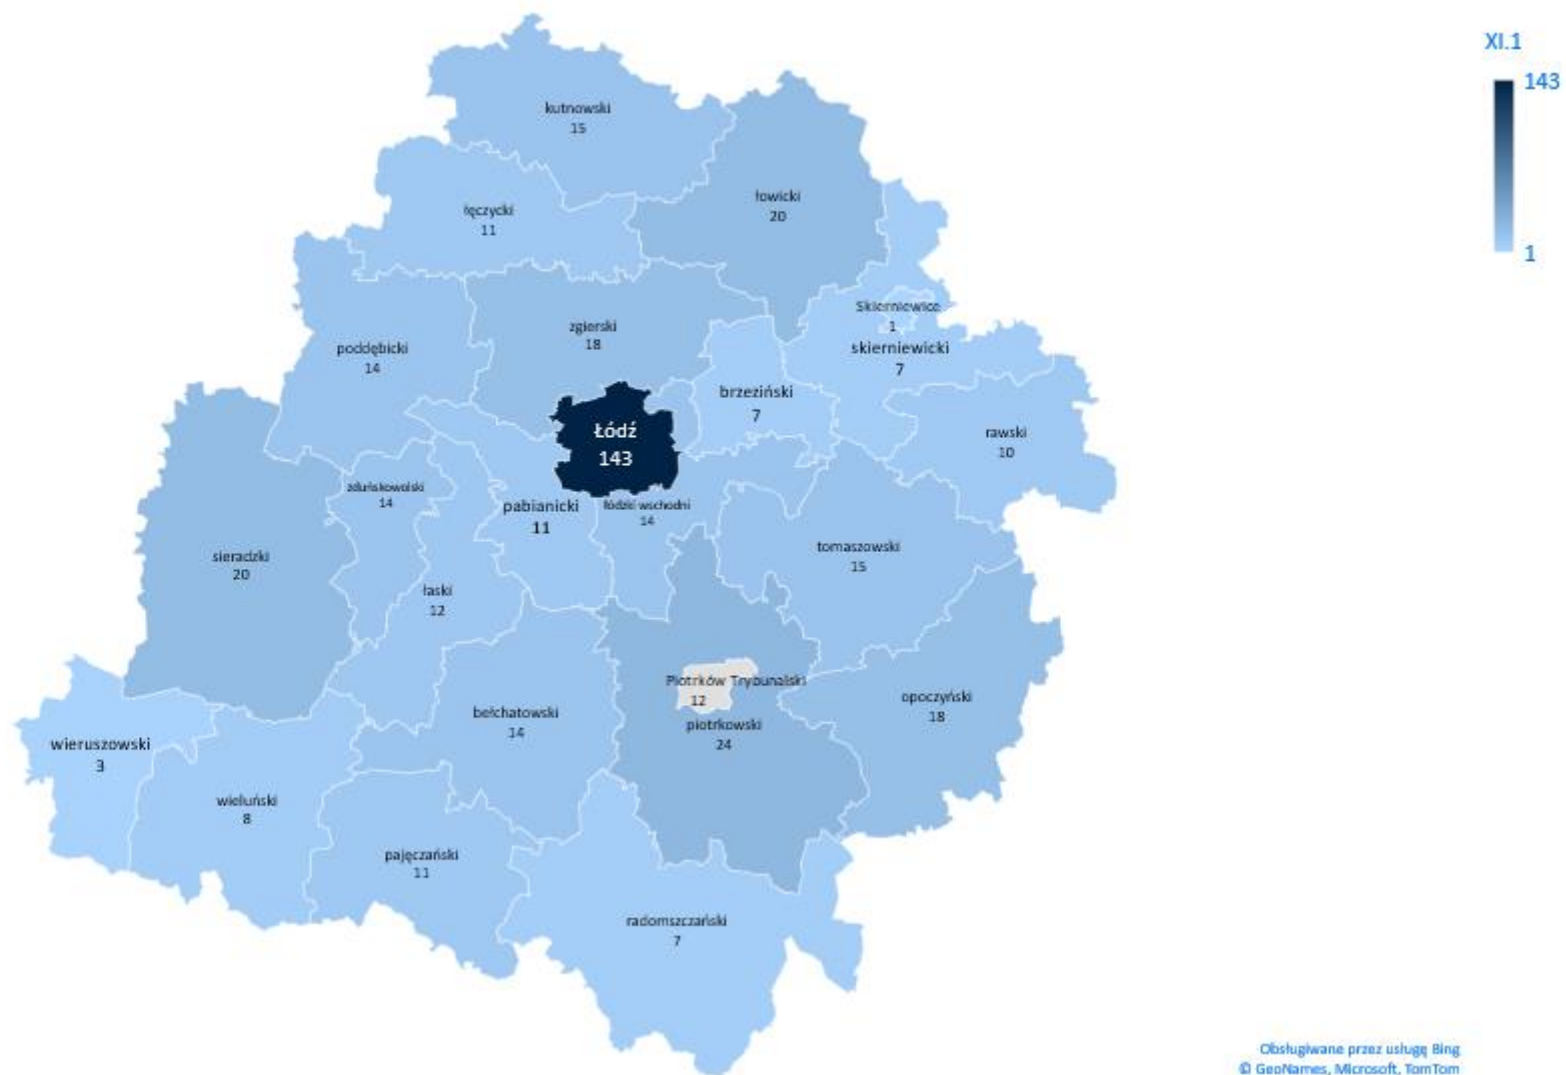 XI.1
143
1
kutnowski
15
łowicki
20
łęczycki
11
Skierniewice
1
zgierski
18
poddębicki
14
skierniewicki
7
brzeziński
7
Łódź
143
rawski
10
zduńskowolski
14
pabianicki
11
łódzki wschodni
14
sieradzki
20
tomaszowski
15
łaski
12
Piotrków Trybunalski
12
opoczyński
18
bełchatowski
14
piotrkowski
24
wieruszowski
3
wieluński
8
pajęczański
11
radomszczański
7
Obsługiwane przez usługę Bing
© GeoNames, Microsoft, TomTom